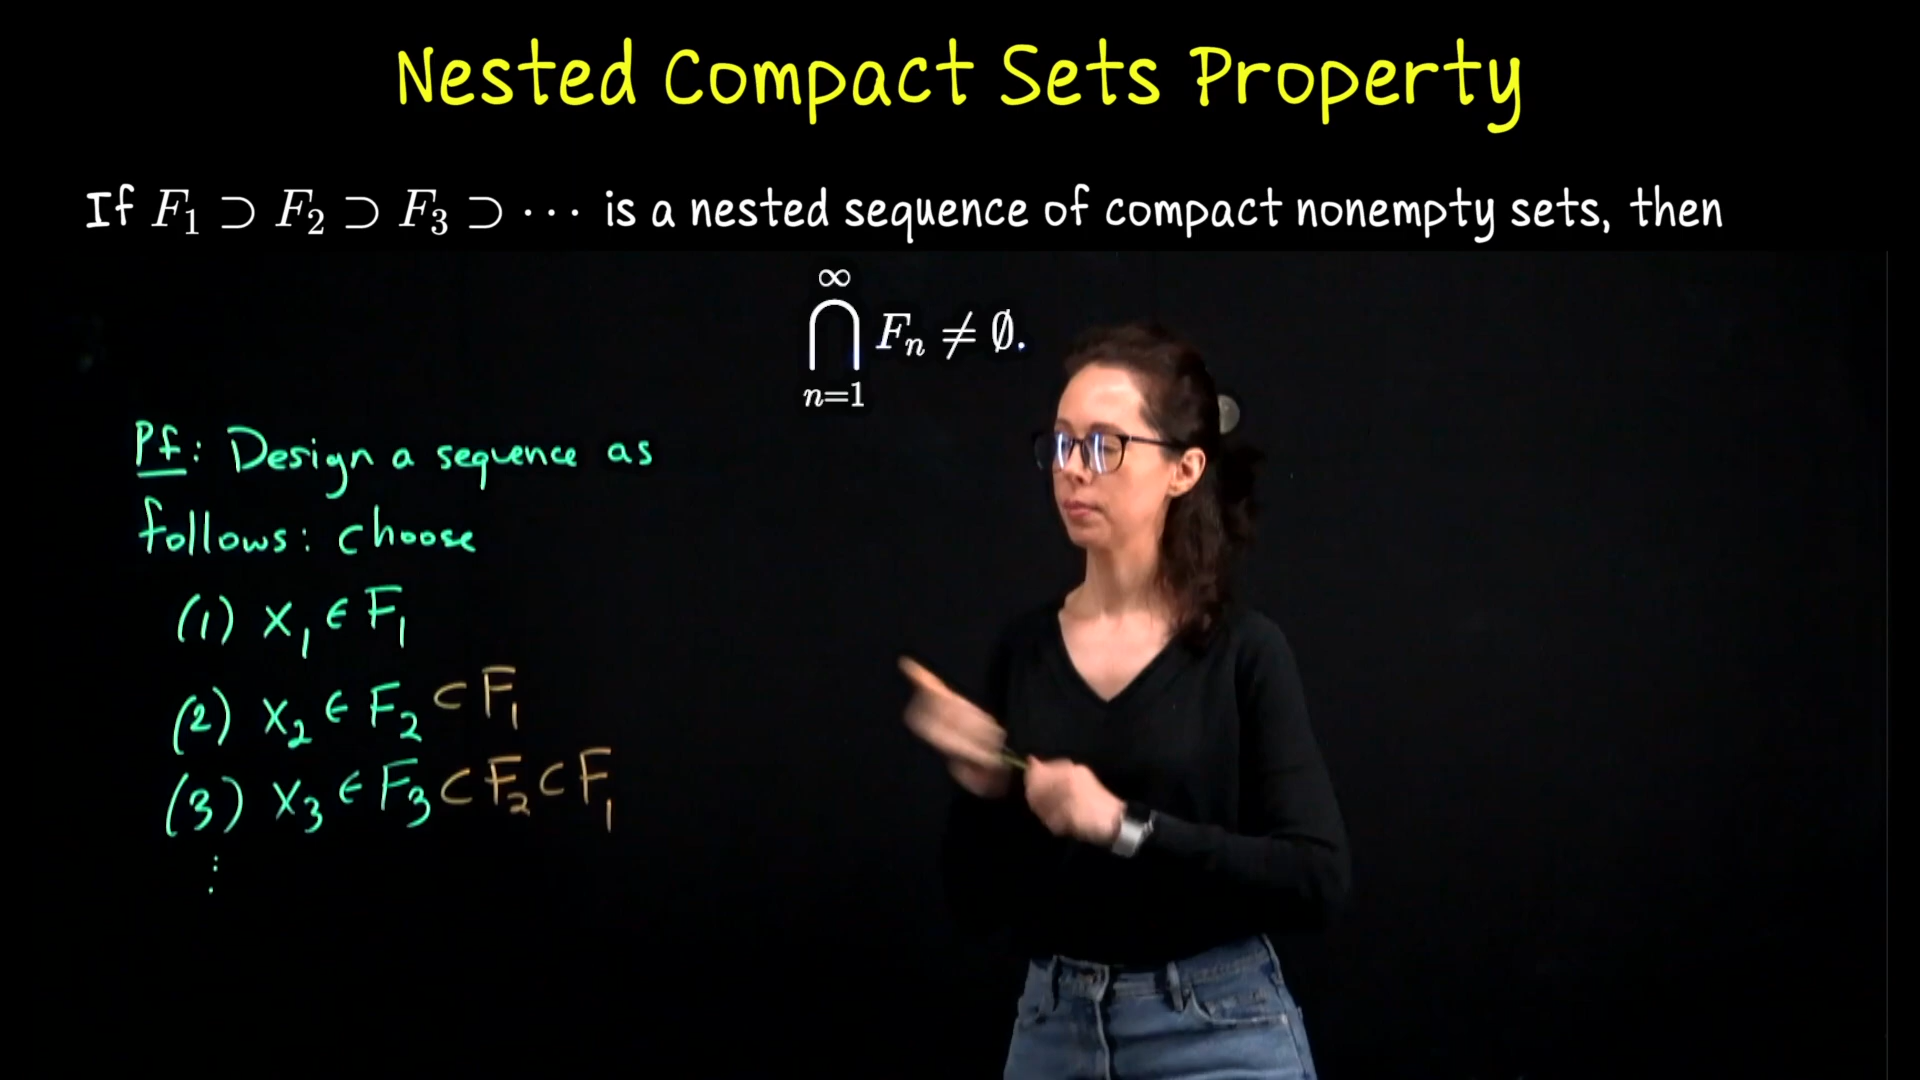 Nested Compact Sets Property
If F₁ ⊃ F₂ ⊃ F₃ ⊃ ⋯ is a nested sequence of compact nonempty sets, then
∞
⋂ Fₙ ≠ ∅.
n=1
Pf: Design a sequence as
follows: choose
(1) x₁ ∈ F₁
(2) x₂ ∈ F₂ ⊂ F₁
(3) x₃ ∈ F₃ ⊂ F₂ ⊂ F₁
⋮